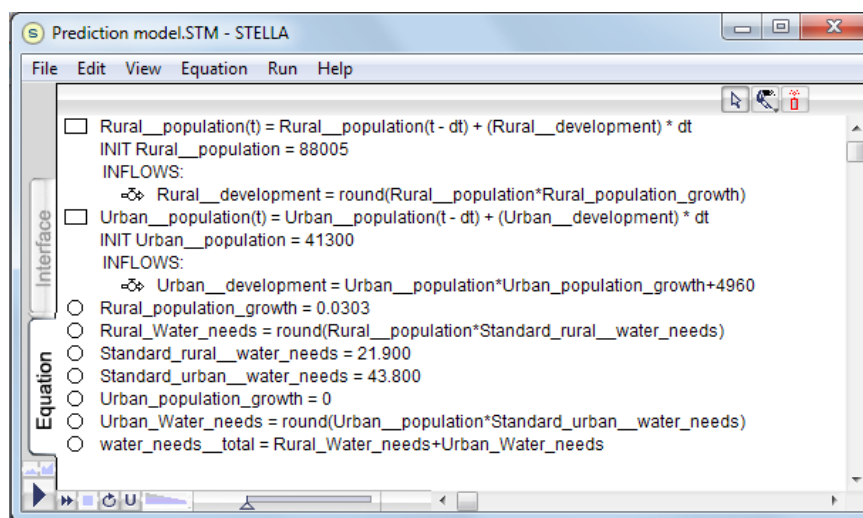 Prediction model.STM - STELLA
File Edit View Equation Run Help
Rural__population(t) = Rural__population(t - dt) + (Rural__development) * dt
INIT Rural__population = 88005
INFLOWS:
Rural__development = round(Rural__population*Rural_population_growth)
Urban__population(t) = Urban__population(t - dt) + (Urban__development) * dt
INIT Urban__population = 41300
INFLOWS:
Urban__development = Urban__population*Urban_population_growth+4960
Rural_population_growth = 0.0303
Rural_Water_needs = round(Rural__population*Standard_rural__water_needs)
Standard_rural__water_needs = 21.900
Standard_urban__water_needs = 43.800
Urban_population_growth = 0
Urban_Water_needs = round(Urban__population*Standard_urban__water_needs)
water_needs__total = Rural_Water_needs+Urban_Water_needs
Interface
Equation
U